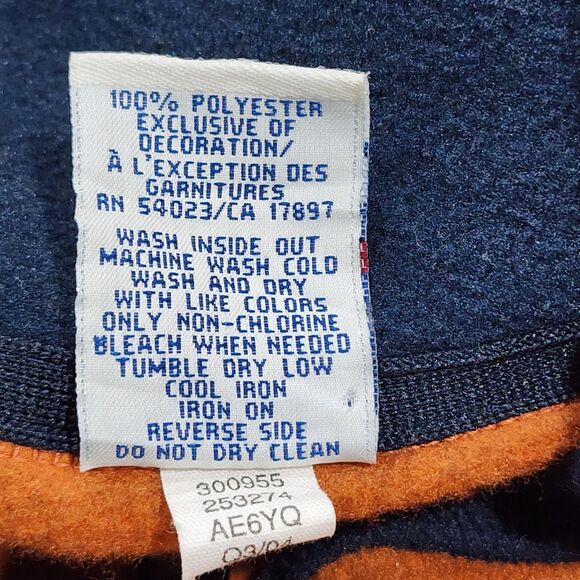 100% POLYESTER
EXCLUSIVE OF
DECORATION/
À L'EXCEPTION DES
GARNITURES
RN 54023/CA 17897
WASH INSIDE OUT
MACHINE WASH COLD
WASH AND DRY
WITH LIKE COLORS
ONLY NON-CHLORINE
BLEACH WHEN NEEDED
TUMBLE DRY LOW
COOL IRON
IRON ON
REVERSE SIDE
DO NOT DRY CLEAN
300955
253274
AE6YQ
Q3/04